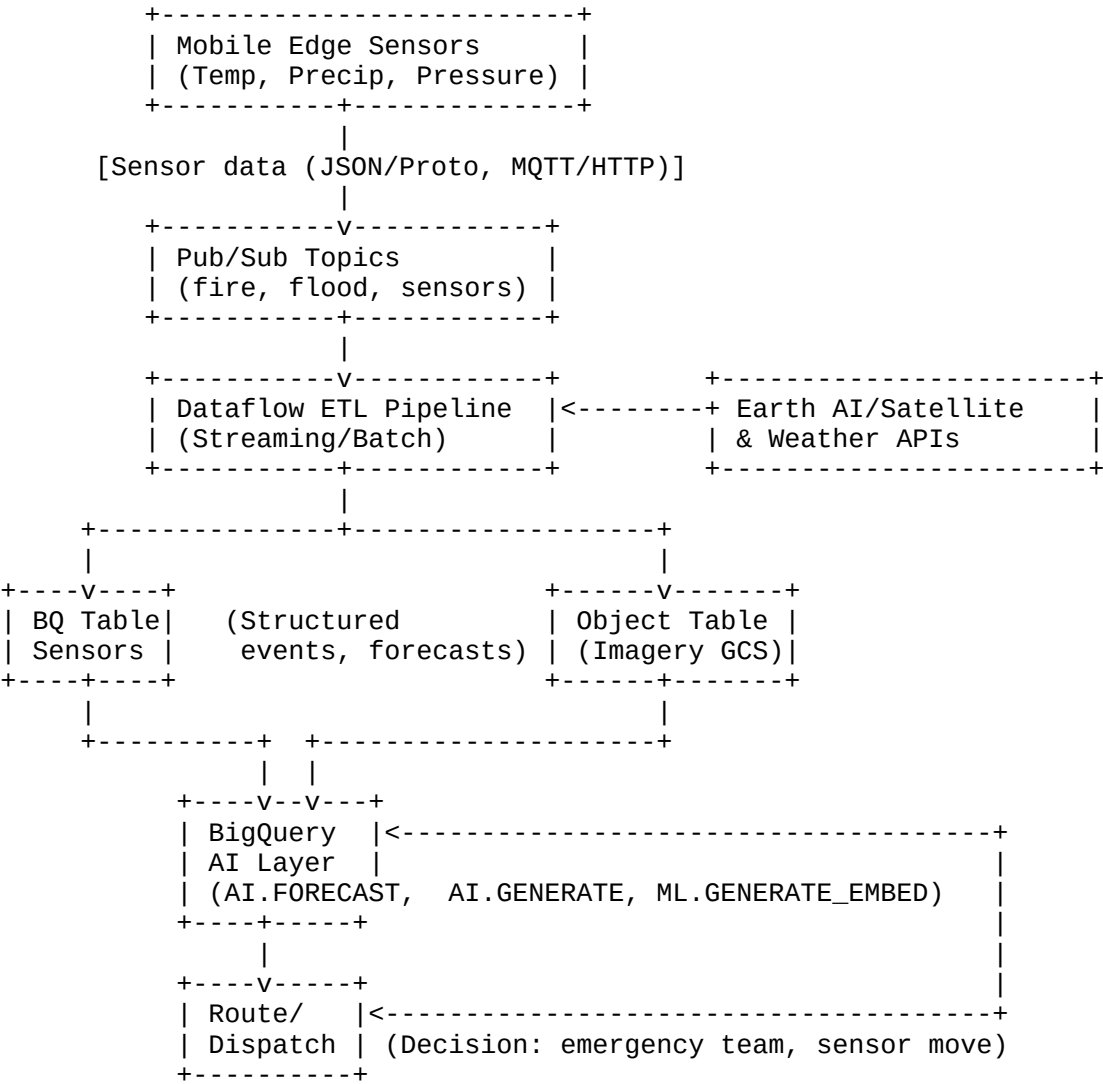 Mobile Edge Sensors
(Temp, Precip, Pressure)
[Sensor data (JSON/Proto, MQTT/HTTP)]
Pub/Sub Topics
(fire, flood, sensors)
Dataflow ETL Pipeline
(Streaming/Batch)
Earth AI/Satellite
& Weather APIs
BQ Table
Sensors
(Structured
events, forecasts)
Object Table
(Imagery GCS)
BigQuery
AI Layer
(AI.FORECAST, AI.GENERATE, ML.GENERATE_EMBED)
Route/
Dispatch
(Decision: emergency team, sensor move)